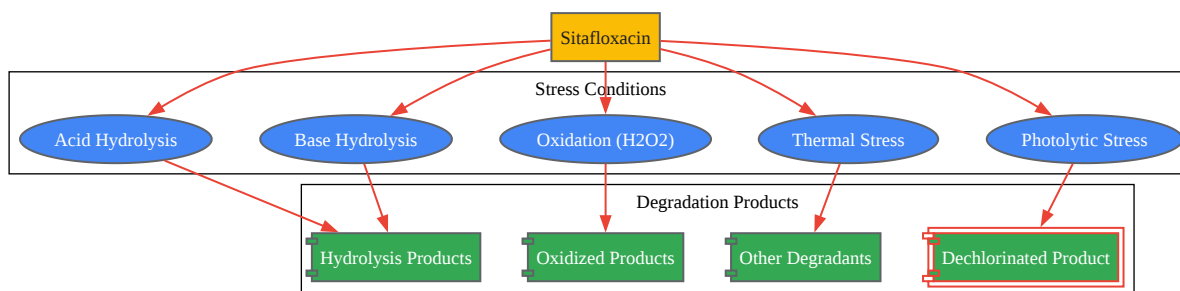 Sitafloxacin
Stress Conditions
Acid Hydrolysis
Base Hydrolysis
Oxidation (H2O2)
Thermal Stress
Photolytic Stress
Degradation Products
Hydrolysis Products
Oxidized Products
Other Degradants
Dechlorinated Product